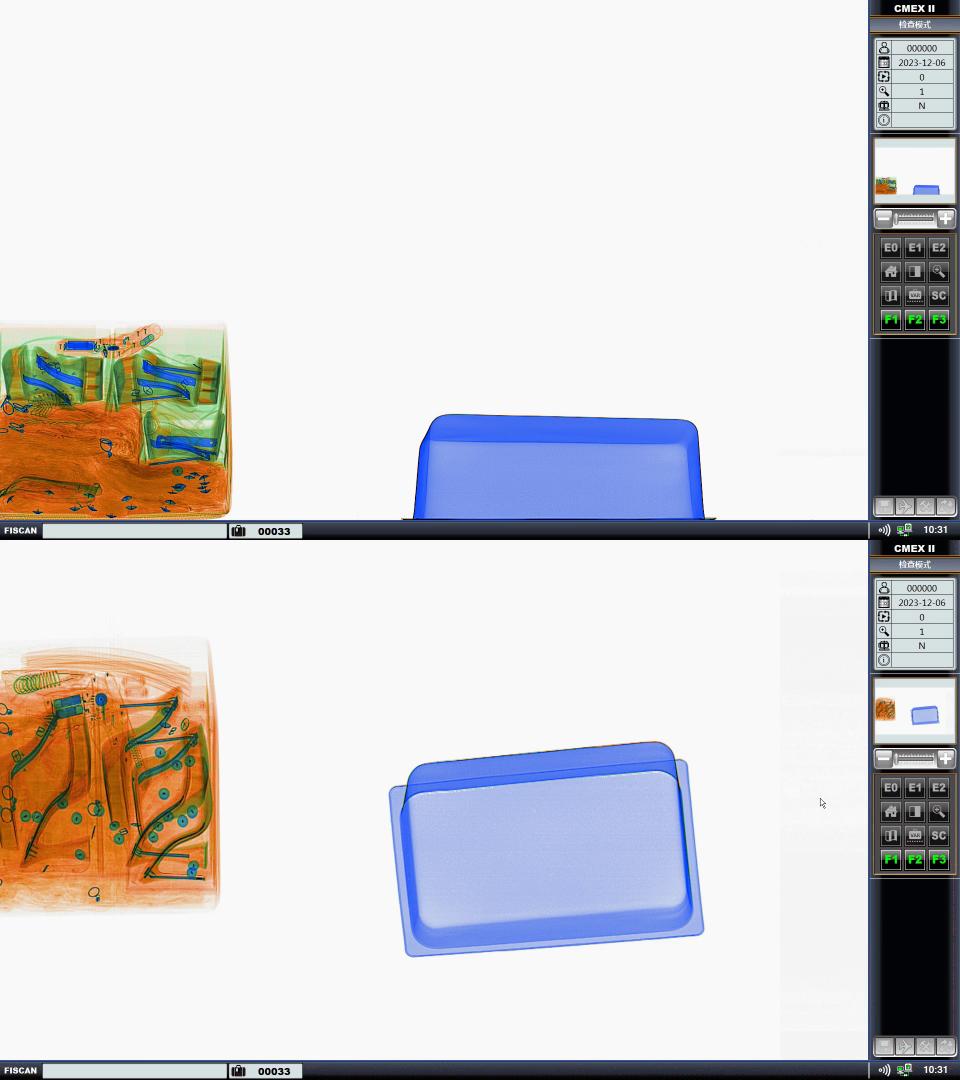 CMEX II
检查模式
000000
2023-12-06
0
1
N
E0 E1 E2
SC
F1 F2 F3
FISCAN
00033
10:31
CMEX II
检查模式
000000
2023-12-06
0
1
N
E0 E1 E2
SC
F1 F2 F3
FISCAN
00033
10:31